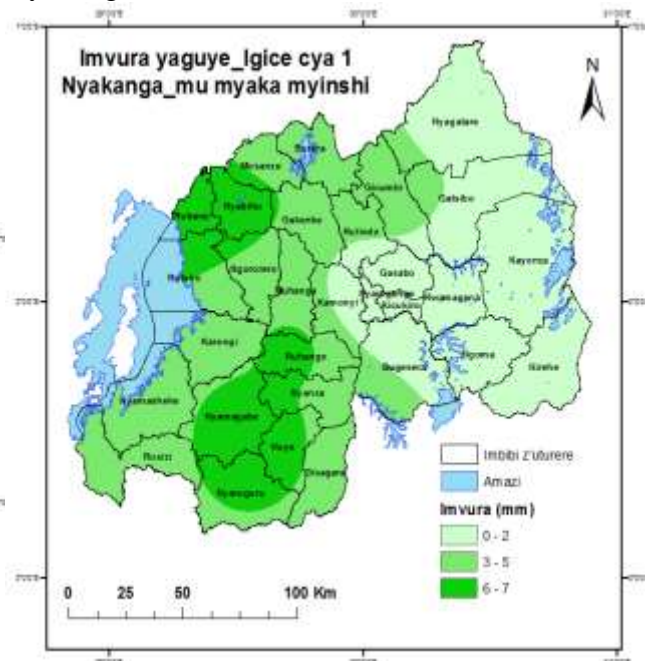 Imvura yaguye_Igice cya 1
Nyakanga_mu myaka myinshi
N
Nyagatare
Burera
Musanze
Gicumbi
Gatsibo
Rubavu
Nyabihu
Gakenke
Rulindo
Kayonza
Gasabo
Rutsiro
Ngororero
Muhanga
Kamonyi
Kicukiro
Rwamagana
Karongi
Ruhango
Bugesera
Ngoma
Kirehe
Nyanza
Nyamasheke
Nyamagabe
Huye
Rusizi
Gisagara
Nyaruguru
Imbibi z'uturere
Amazi
Imvura (mm)
0 - 2
3 - 5
6 - 7
0 25 50 100 Km